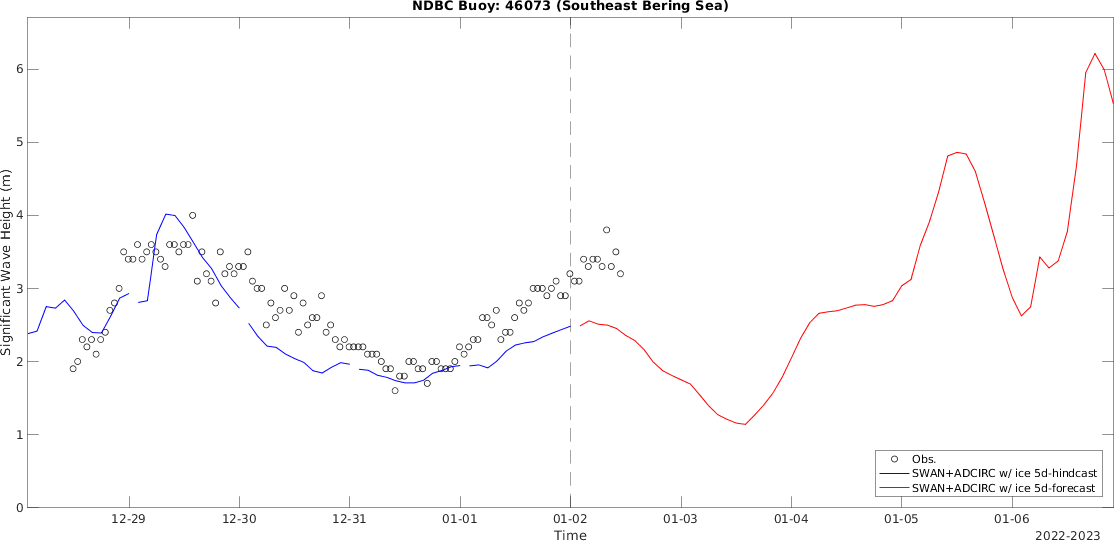 NDBC Buoy: 46073 (Southeast Bering Sea)
Significant Wave Height (m)
6
5
4
3
2
1
0
12-29 12-30 12-31 01-01 01-02 01-03 01-04 01-05 01-06
Time
2022-2023
Obs.
SWAN+ADCIRC w/ ice 5d-hindcast
SWAN+ADCIRC w/ ice 5d-forecast